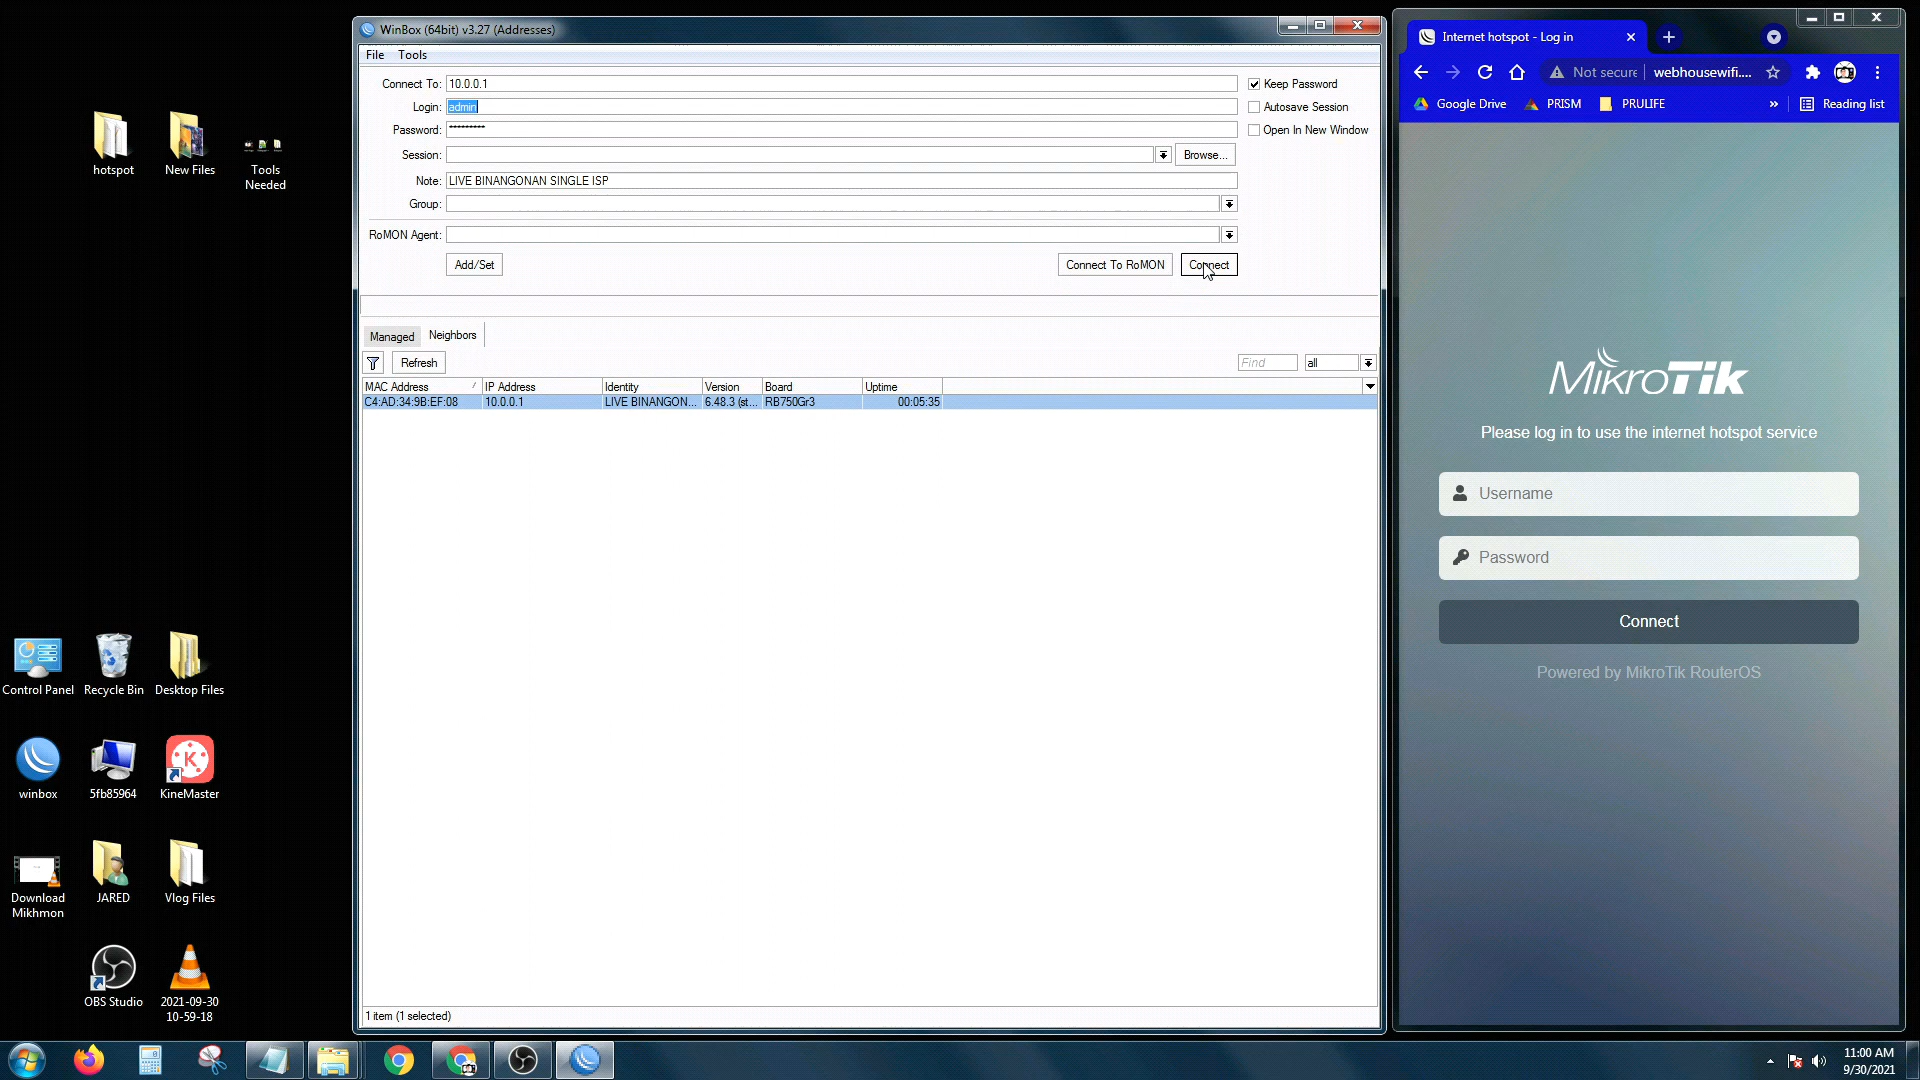 WinBox (64bit) v3.27 (Addresses)
File Tools
Connect To: 10.0.0.1
Keep Password
Login: admin
Autosave Session
Password: *********
Open In New Window
Session:
Browse...
Note: LIVE BINANGONAN SINGLE ISP
Group:
RoMON Agent:
Add/Set
Connect To RoMON
Connect
Managed Neighbors
Refresh
Find
all
MAC Address IP Address Identity Version Board Uptime
C4:AD:34:9B:EF:08 10.0.0.1 LIVE BINANGON... 6.48.3 (st... RB750Gr3 00:05:35
1 item (1 selected)
Internet hotspot - Log in
Not secure webhousewifi....
Google Drive PRISM PRULIFE » Reading list
MikroTik
Please log in to use the internet hotspot service
Username
Password
Connect
Powered by MikroTik RouterOS
hotspot
New Files
Tools
Needed
Control Panel
Recycle Bin
Desktop Files
winbox
5fb85964
KineMaster
Download
Mikhmon
JARED
Vlog Files
OBS Studio
2021-09-30
10-59-18
11:00 AM
9/30/2021